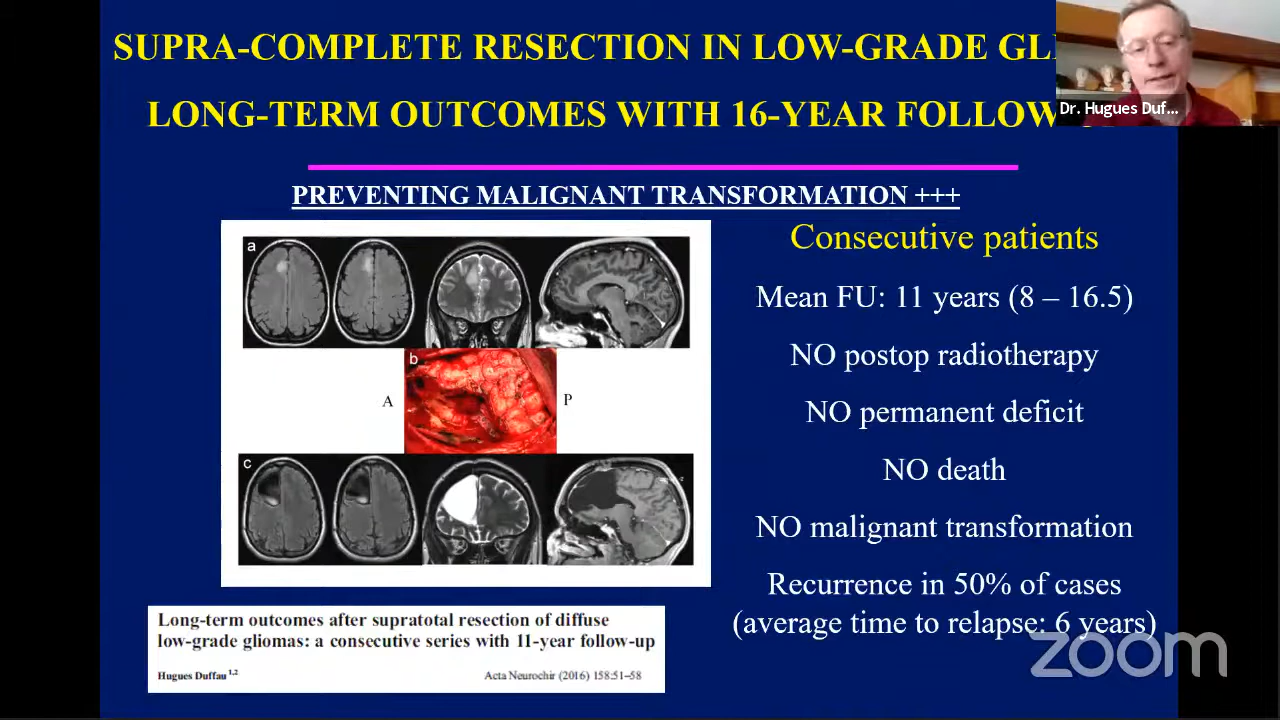 SUPRA-COMPLETE RESECTION IN LOW-GRADE
LONG-TERM OUTCOMES WITH 16-YEAR FOLLOW
Dr. Hugues Duf...
PREVENTING MALIGNANT TRANSFORMATION +++
a
b
A
P
c
Consecutive patients
Mean FU: 11 years (8 – 16.5)
NO postop radiotherapy
NO permanent deficit
NO death
NO malignant transformation
Recurrence in 50% of cases
(average time to relapse: 6 years)
Long-term outcomes after supratotal resection of diffuse
low-grade gliomas: a consecutive series with 11-year follow-up
Hugues Duffau 1,2
Acta Neurochir (2016) 158:51–58
zoom